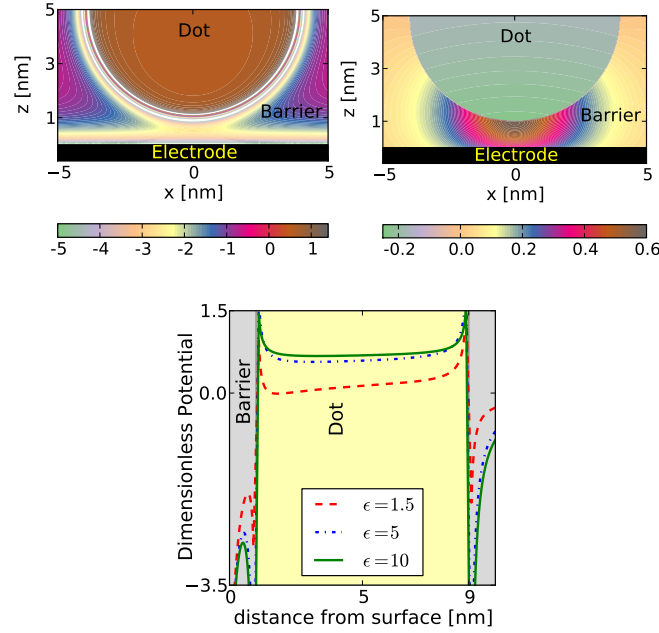 5
3
1
z [nm]
Dot
Barrier
Electrode
-5 0 5
x [nm]
-5 -4 -3 -2 -1 0 1
5
3
1
z [nm]
Dot
Barrier
Electrode
-5 0 5
x [nm]
-0.2 0.0 0.2 0.4 0.6
1.5
0.0
−3.5
Dimensionless Potential
Barrier
Dot
ϵ=1.5
ϵ=5
ϵ=10
0 5 9
distance from surface [nm]